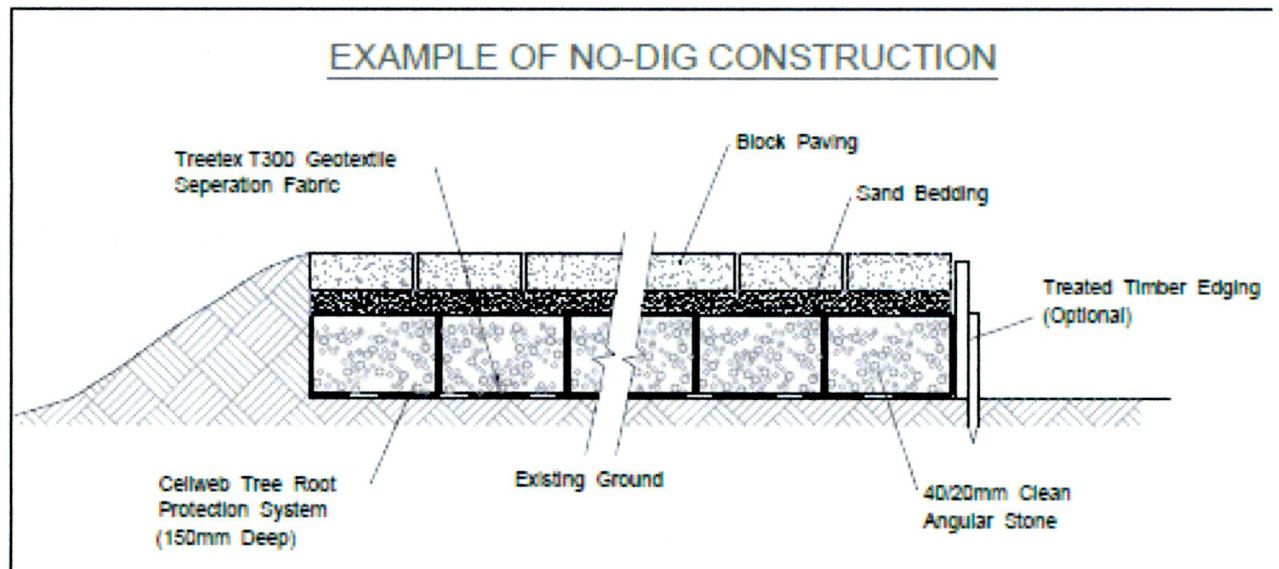 EXAMPLE OF NO-DIG CONSTRUCTION
Treetex T300 Geotextile
Seperation Fabric
Block Paving
Sand Bedding
Treated Timber Edging
(Optional)
Cellweb Tree Root
Protection System
(150mm Deep)
Existing Ground
40/20mm Clean
Angular Stone